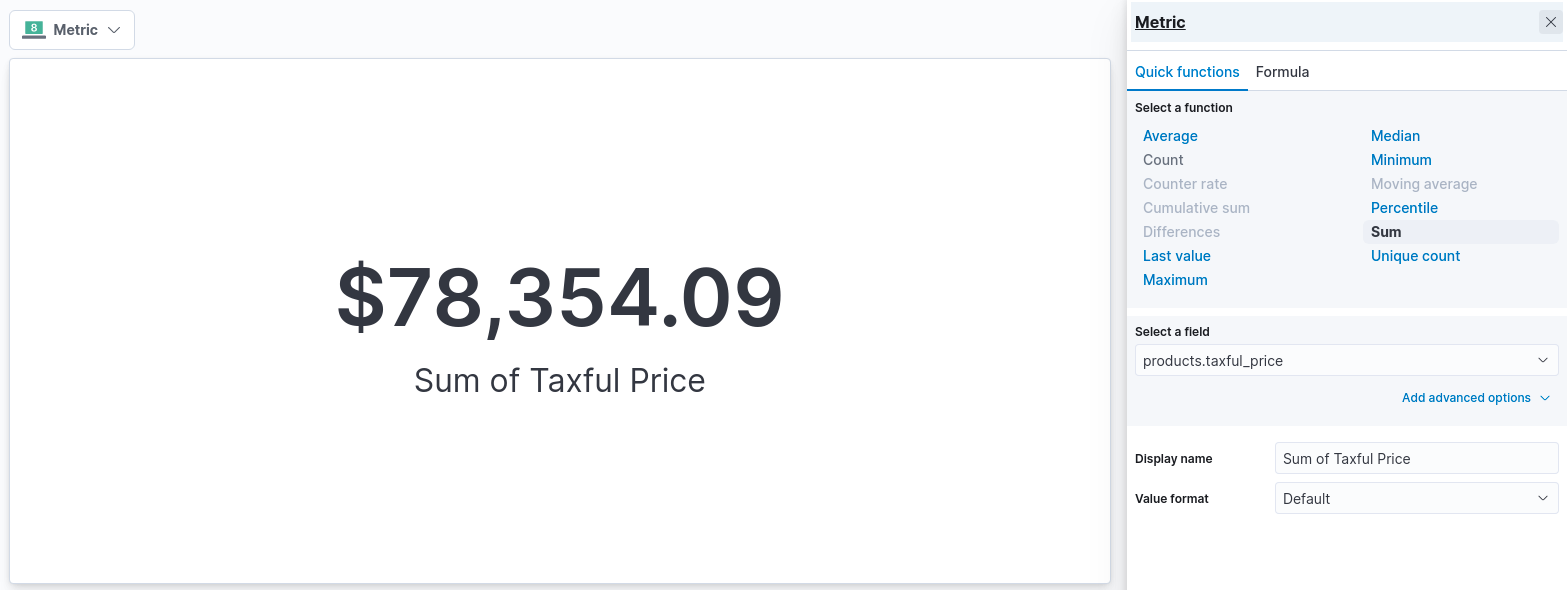 8 Metric
$78,354.09
Sum of Taxful Price
Metric
Quick functions Formula
Select a function
Average Median
Count Minimum
Counter rate Moving average
Cumulative sum Percentile
Differences Sum
Last value Unique count
Maximum
Select a field
products.taxful_price
Add advanced options
Display name Sum of Taxful Price
Value format Default